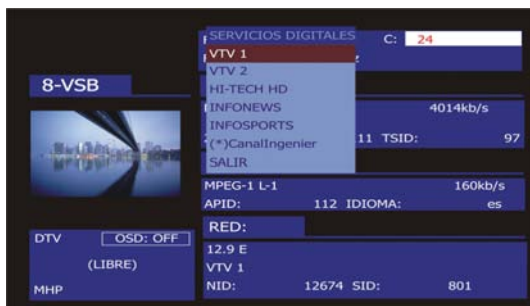 SERVICIOS DIGITALES
C: 24
VTV 1
VTV 2
HI-TECH HD
INFONEWS
INFOSPORTS
(*)CanalIngenier
SALIR
8-VSB
4014kb/s
11 TSID: 97
MPEG-1 L-1 160kb/s
APID: 112 IDIOMA: es
RED:
12.9 E
VTV 1
NID: 12674 SID: 801
DTV OSD: OFF
(LIBRE)
MHP